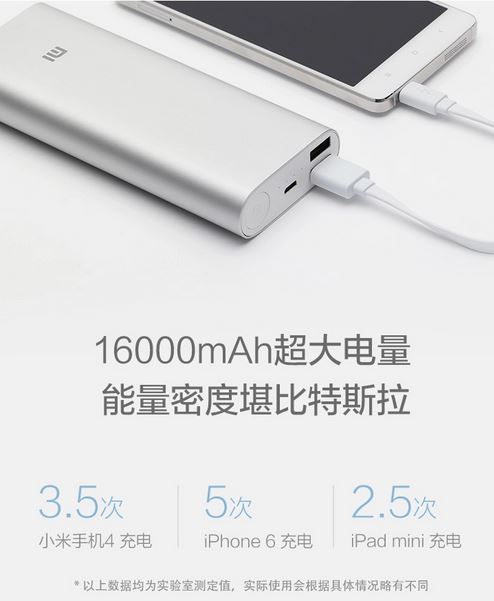 MI
16000mAh超大电量
能量密度堪比特斯拉
3.5次
5次
2.5次
小米手机4 充电
iPhone 6 充电
iPad mini 充电
* 以上数据均为实验室测定值，实际使用会根据具体情况略有不同